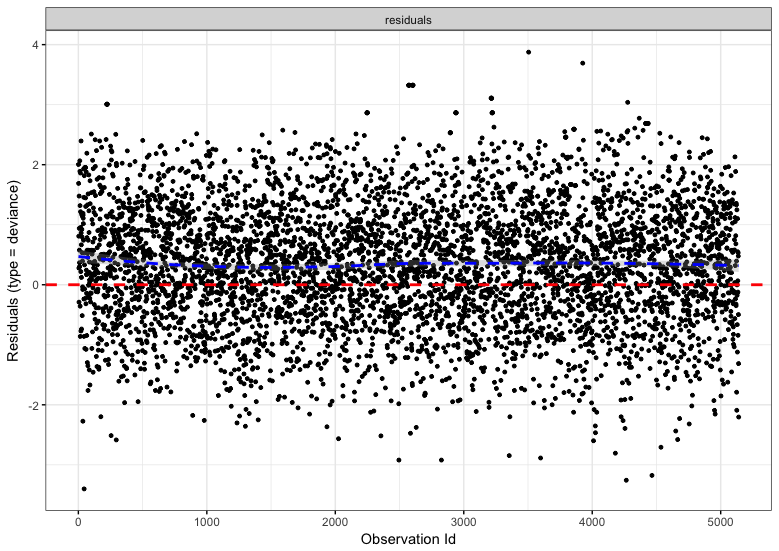 residuals
4
2
0
-2
Residuals (type = deviance)
0 1000 2000 3000 4000 5000
Observation Id